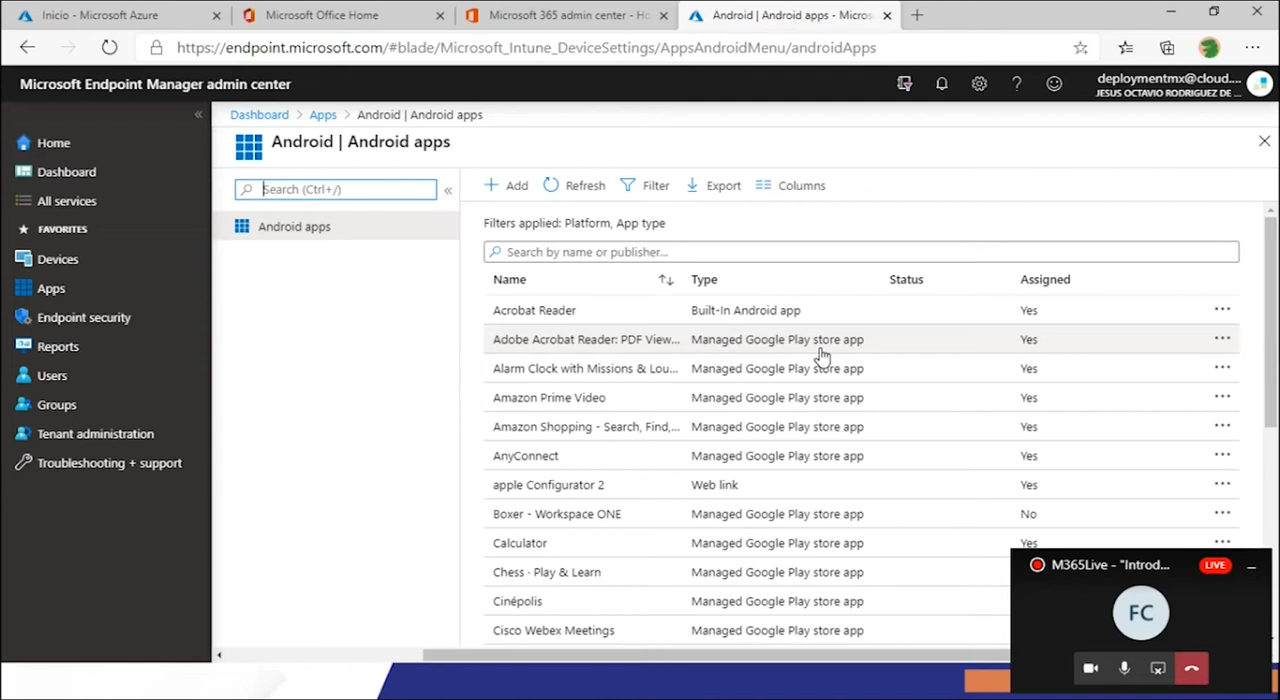 Inicio - Microsoft Azure
Microsoft Office Home
Microsoft 365 admin center - Ho
Android | Android apps - Micros
https://endpoint.microsoft.com/#blade/Microsoft_Intune_DeviceSettings/AppsAndroidMenu/androidApps
Microsoft Endpoint Manager admin center
deploymentmx@cloud....
JESUS OCTAVIO RODRIGUEZ DE ...
Dashboard > Apps > Android | Android apps
Android | Android apps
Home
Dashboard
All services
FAVORITES
Devices
Apps
Endpoint security
Reports
Users
Groups
Tenant administration
Troubleshooting + support
Search (Ctrl+/)
Android apps
Add Refresh Filter Export Columns
Filters applied: Platform, App type
Search by name or publisher...
Name Type Status Assigned
Acrobat Reader Built-In Android app Yes
Adobe Acrobat Reader: PDF View... Managed Google Play store app Yes
Alarm Clock with Missions & Lou... Managed Google Play store app Yes
Amazon Prime Video Managed Google Play store app Yes
Amazon Shopping - Search, Find,... Managed Google Play store app Yes
AnyConnect Managed Google Play store app Yes
apple Configurator 2 Web link Yes
Boxer - Workspace ONE Managed Google Play store app No
Calculator Managed Google Play store app Yes
Chess · Play & Learn Managed Google Play store app
Cinépolis Managed Google Play store app
Cisco Webex Meetings Managed Google Play store app
M365Live - "Introd... LIVE
FC